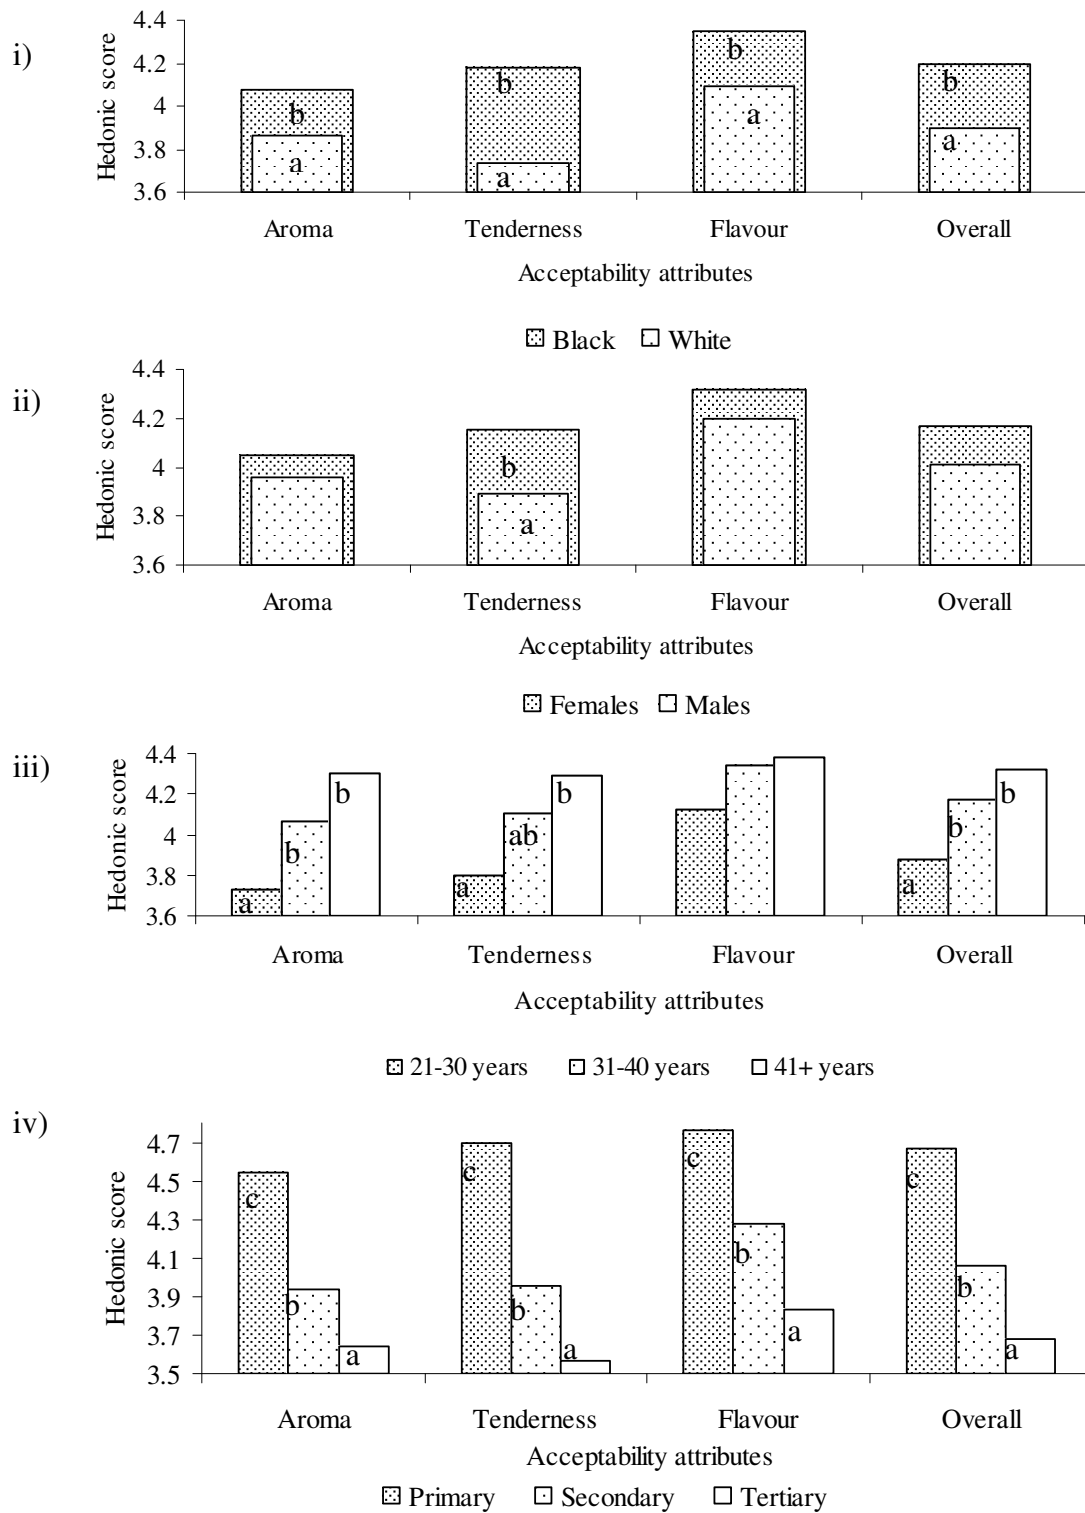 i)
Hedonic score
4.4
4.2
4
3.8
3.6
b
a
b
a
b
a
b
a
Aroma Tenderness Flavour Overall
Acceptability attributes
Black White
ii)
Hedonic score
4.4
4.2
4
3.8
3.6
b
a
Aroma Tenderness Flavour Overall
Acceptability attributes
Females Males
iii)
Hedonic score
4.4
4.2
4
3.8
3.6
a b b
a ab b
a b b
Aroma Tenderness Flavour Overall
Acceptability attributes
21-30 years 31-40 years 41+ years
iv)
Hedonic score
4.7
4.5
4.3
4.1
3.9
3.7
3.5
c b a
c b a
c b a
c b a
Aroma Tenderness Flavour Overall
Acceptability attributes
Primary Secondary Tertiary